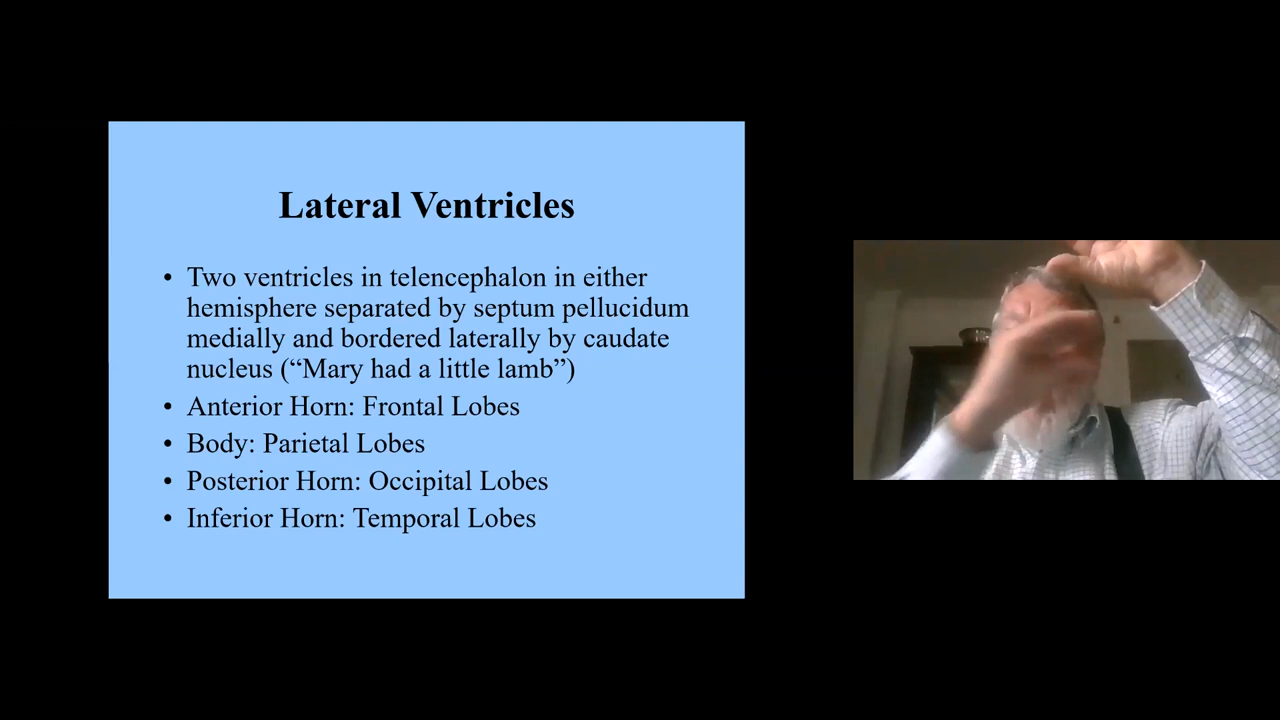 Lateral Ventricles
• Two ventricles in telencephalon in either
hemisphere separated by septum pellucidum
medially and bordered laterally by caudate
nucleus (“Mary had a little lamb”)
• Anterior Horn: Frontal Lobes
• Body: Parietal Lobes
• Posterior Horn: Occipital Lobes
• Inferior Horn: Temporal Lobes